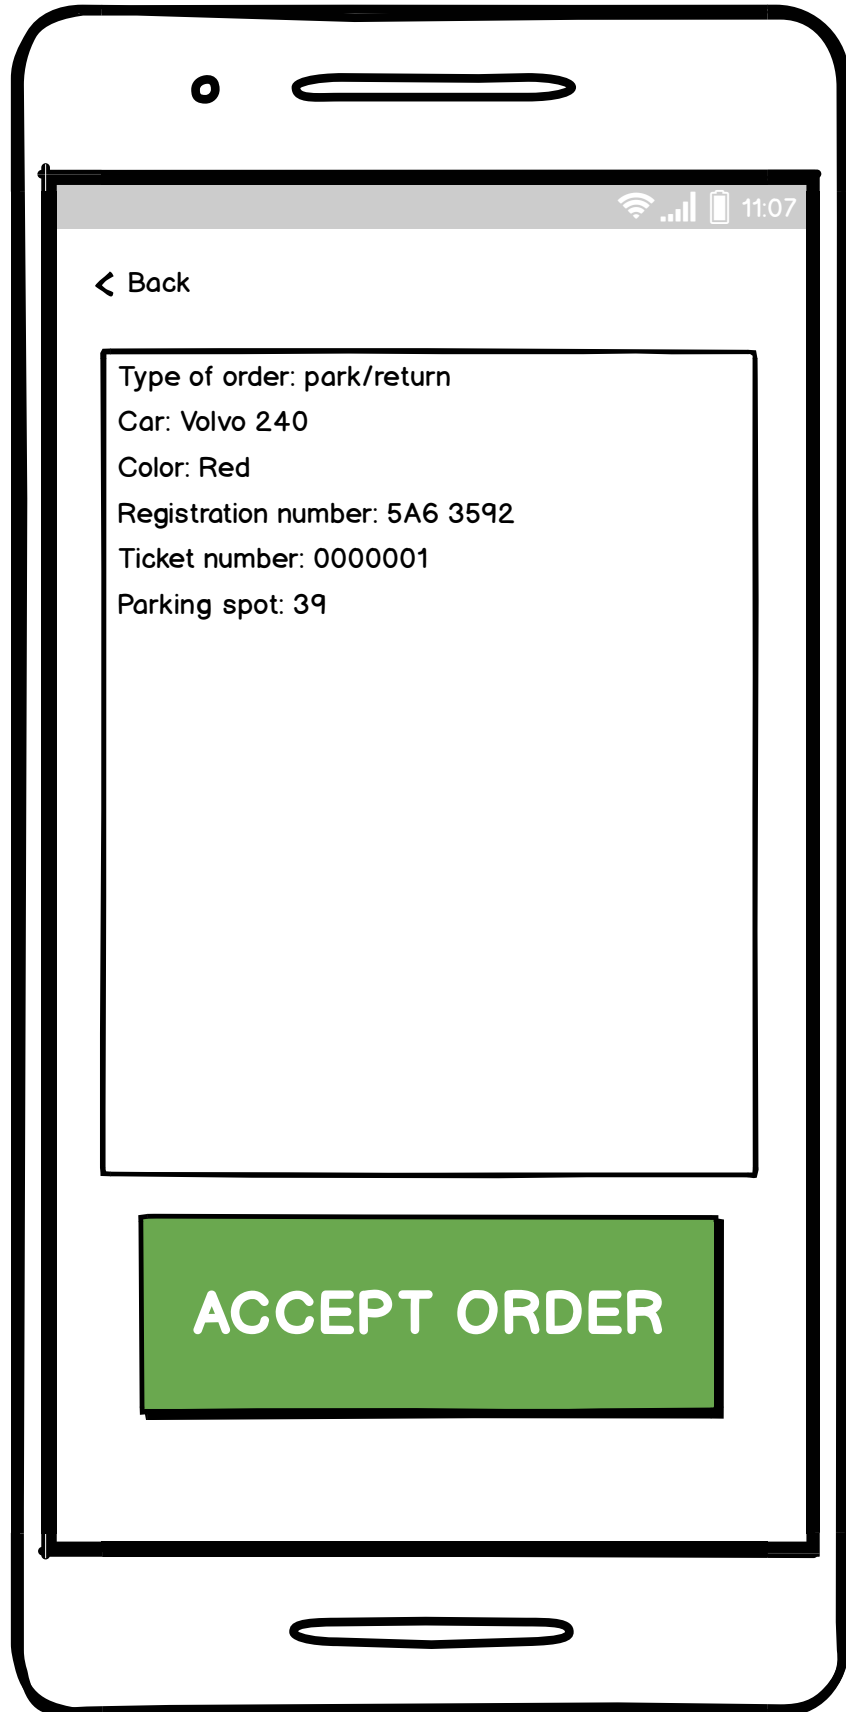 11:07
Back
Type of order: park/return
Car: Volvo 240
Color: Red
Registration number: 5A6 3592
Ticket number: 0000001
Parking spot: 39
ACCEPT ORDER